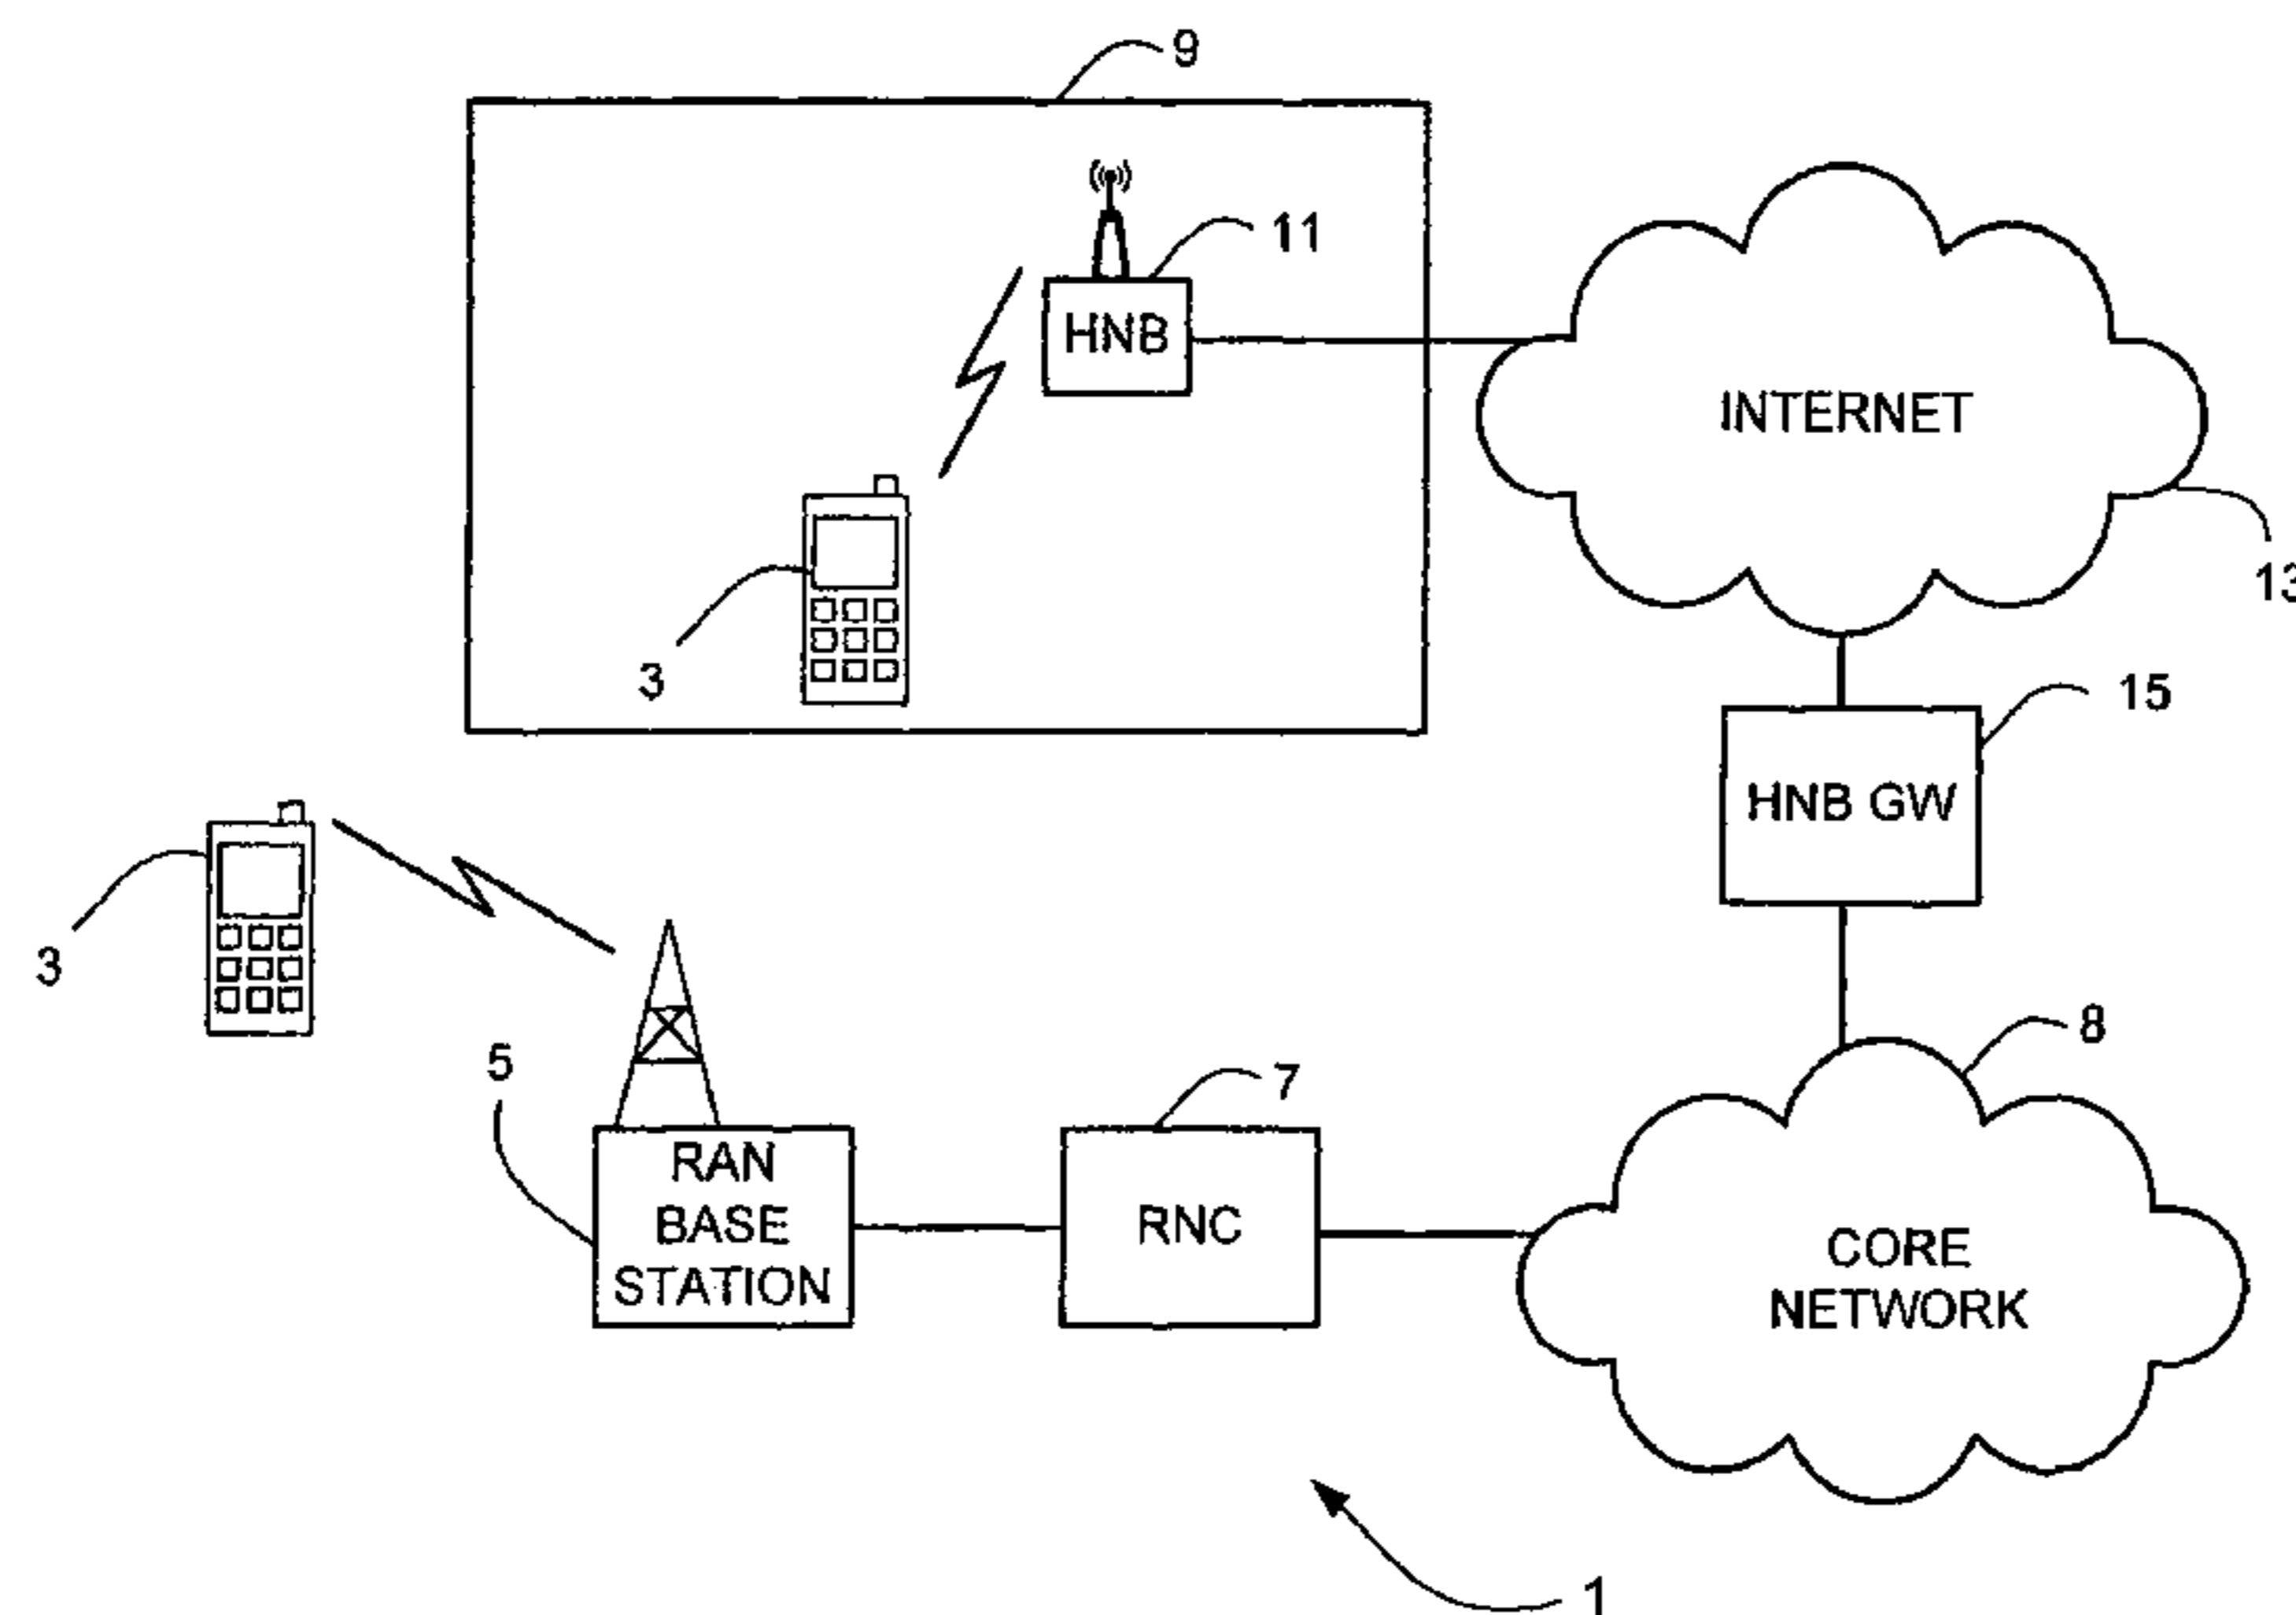 9
11
HNB
INTERNET
13
3
15
HNB GW
3
5
7
8
RAN
BASE
STATION
RNC
CORE
NETWORK
1